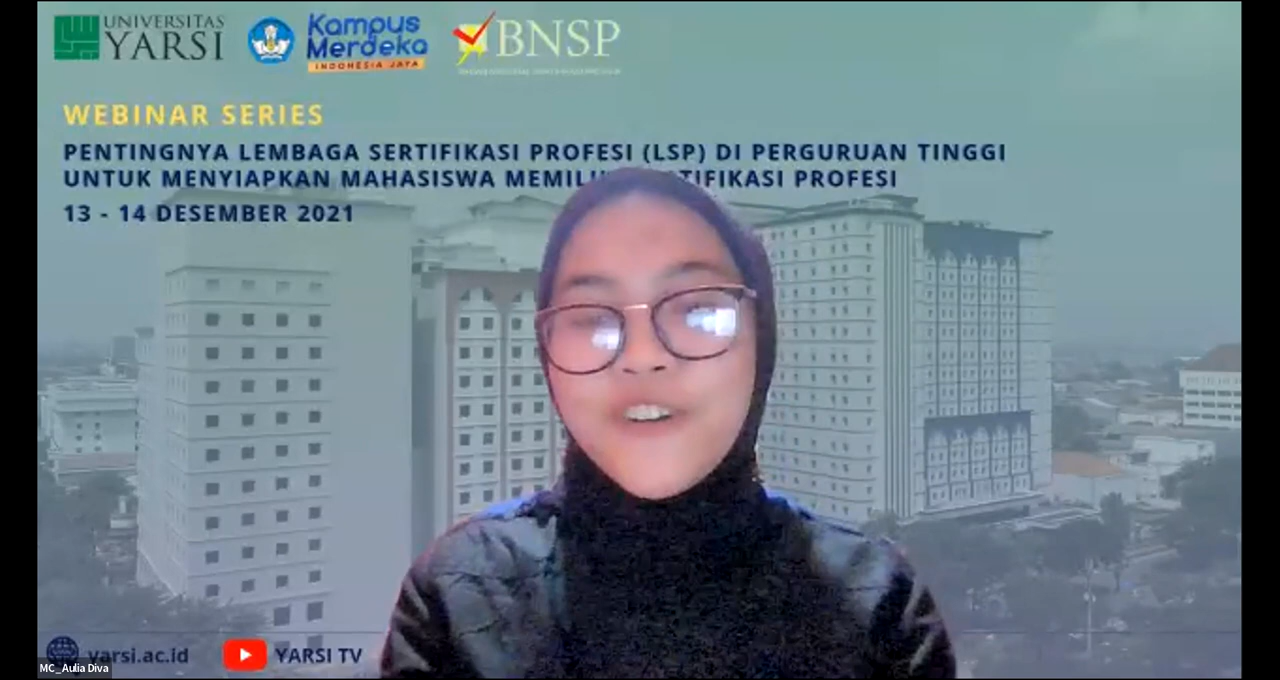 UNIVERSITAS
YARSI
Kampus
Merdeka
INDONESIA JAYA
BNSP
WEBINAR SERIES
PENTINGNYA LEMBAGA SERTIFIKASI PROFESI (LSP) DI PERGURUAN TINGGI
UNTUK MENYIAPKAN MAHASISWA PROFESI
13 - 14 DESEMBER 2021
yarsi.ac.id
YARSI TV
MC_Aulia Diva